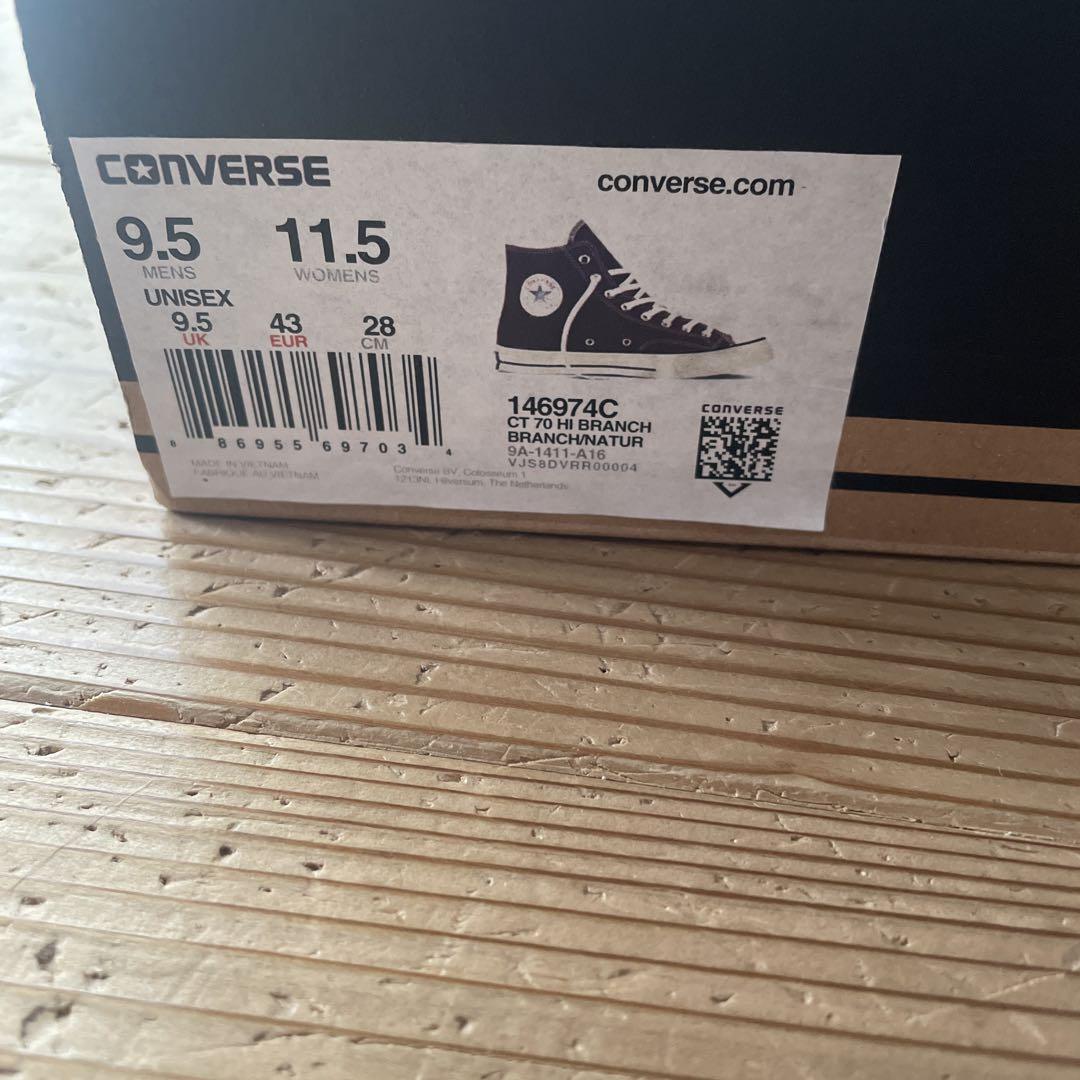 CONVERSE
converse.com
9.5 11.5
MENS WOMENS
UNISEX
9.5 43 28
UK EUR CM
8 86955 69703 4
MADE IN VIETNAM
FABRIQUE AU VIETNAM
Converse BV, Colosseum 1
1213NL Hilversum, The Netherlands
146974C
CT 70 HI BRANCH
BRANCH/NATUR
9A-1411-A16
VJS8DVRR00004
CONVERSE